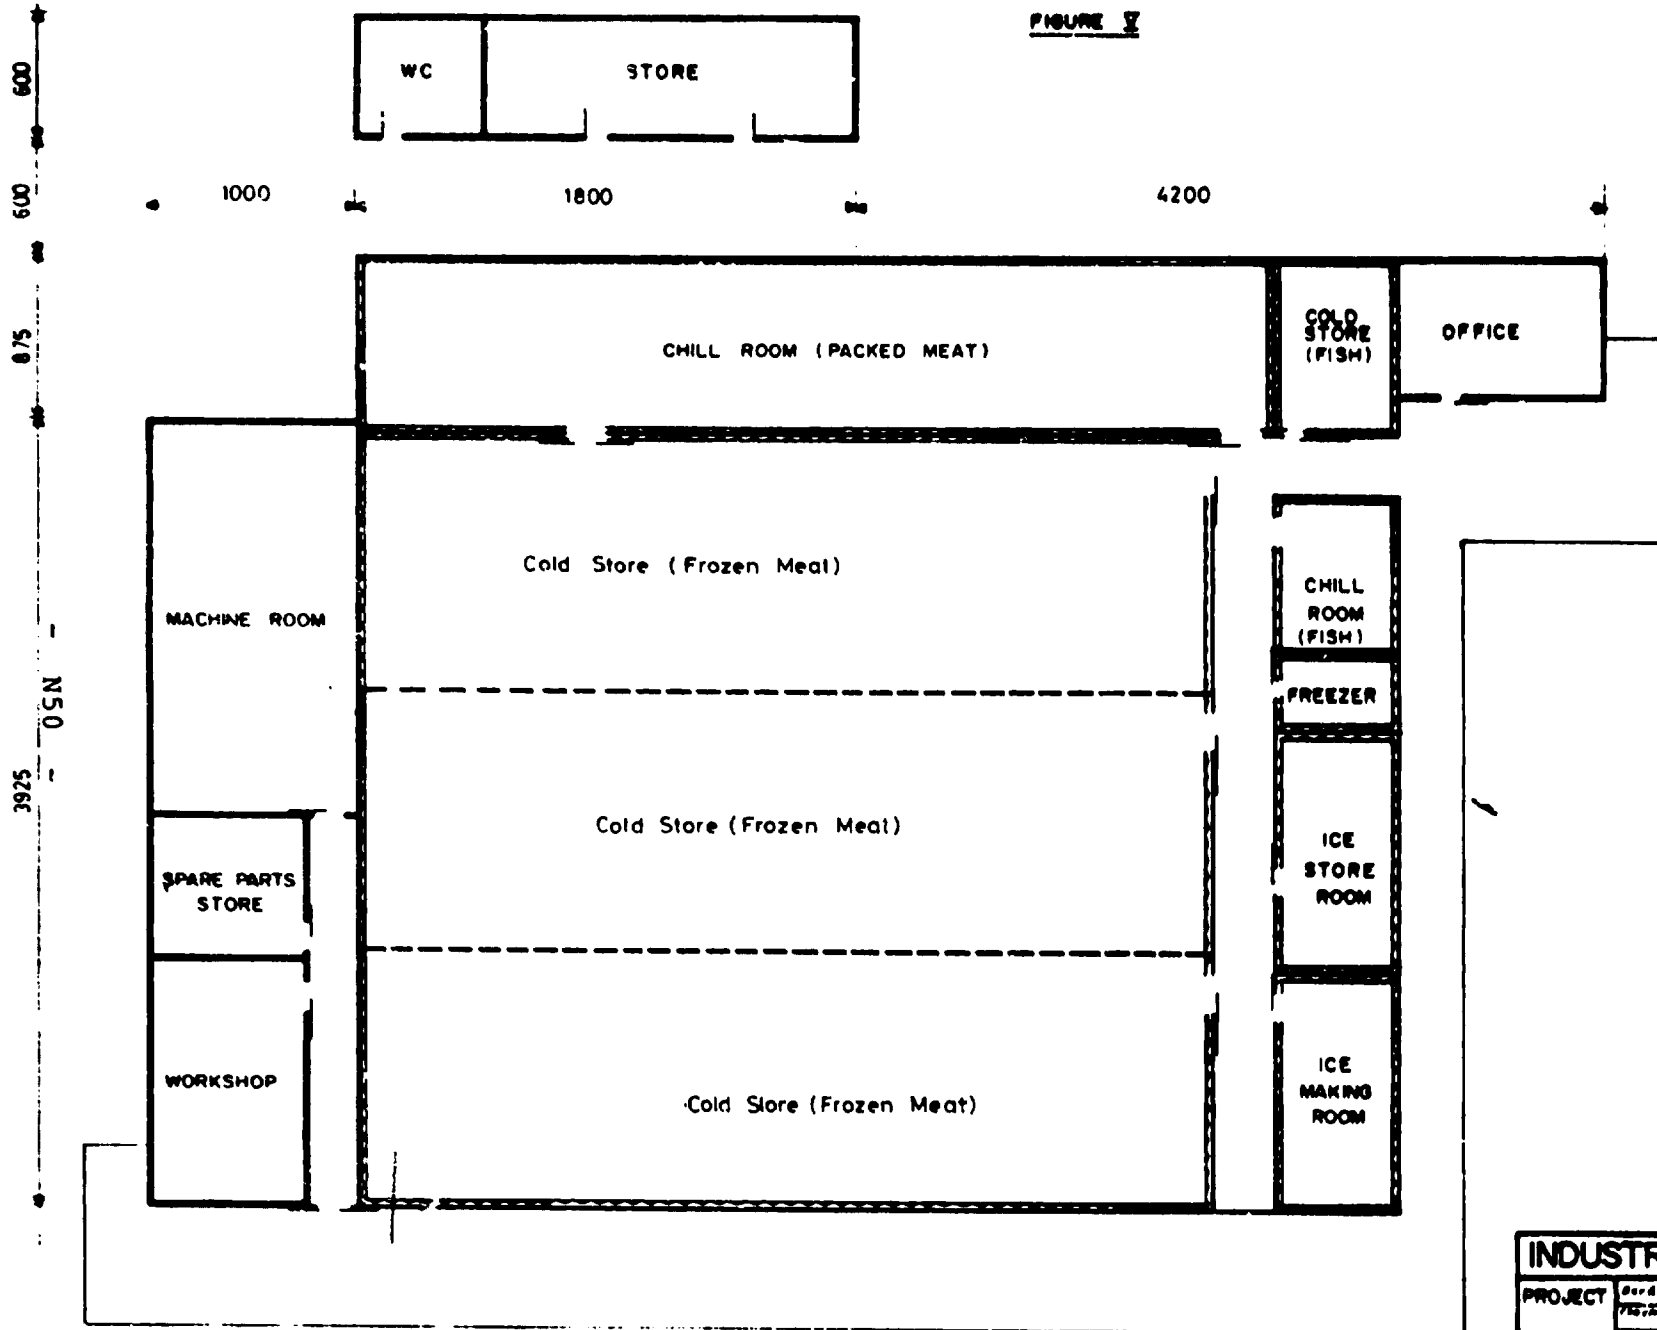 FIGURE V
600
WC
STORE
600
1000
1800
4200
875
CHILL ROOM (PACKED MEAT)
COLD
STORE
(FISH)
OFFICE
Cold Store (Frozen Meat)
MACHINE ROOM
CHILL
ROOM
(FISH)
- N50 -
FREEZER
3925
Cold Store (Frozen Meat)
ICE
STORE
ROOM
SPARE PARTS
STORE
WORKSHOP
Cold Store (Frozen Meat)
ICE
MAKING
ROOM
INDUSTR
PROJECT